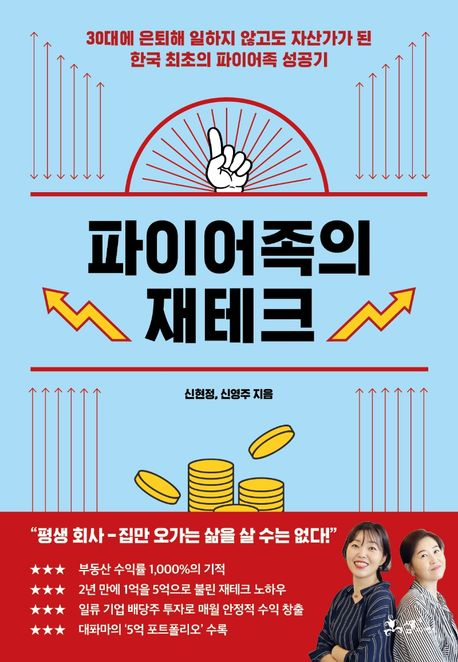 30대에 은퇴해 일하지 않고도 자산가가 된
한국 최초의 파이어족 성공기
파이어족의
재테크
신현정, 신영주 지음
“평생 회사 – 집만 오가는 삶을 살 수는 없다!”
★★★ 부동산 수익률 1,000%의 기적
★★★ 2년 만에 1억을 5억으로 불린 재테크 노하우
★★★ 일류 기업 배당주 투자로 매월 안정적 수익 창출
★★★ 대퐈마의 ‘5억 포트폴리오’ 수록